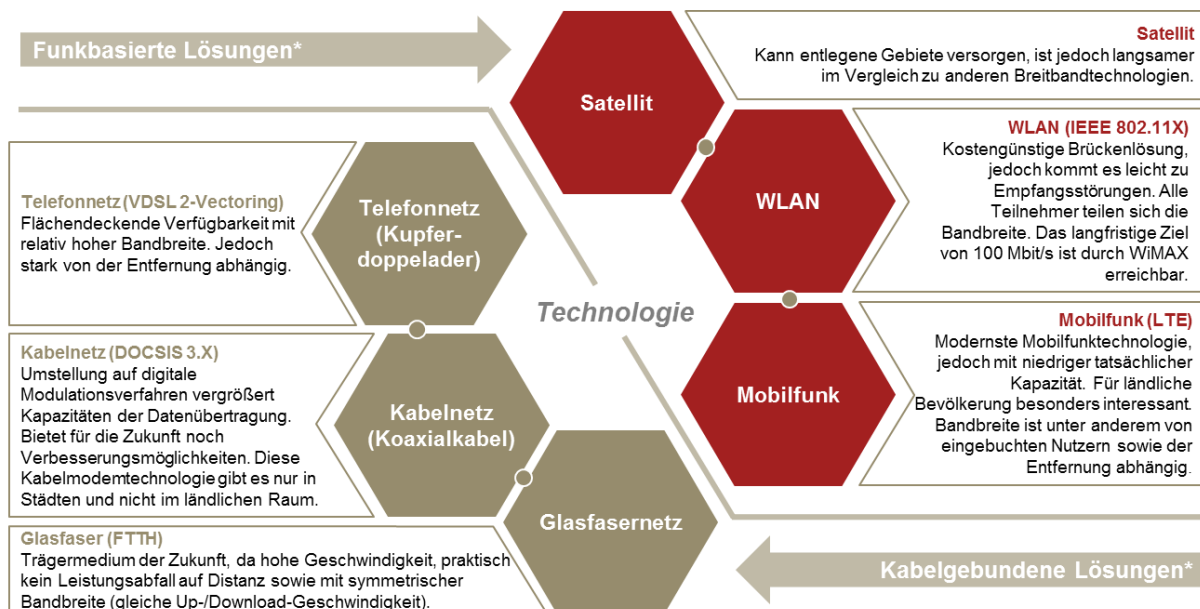 Funkbasierte Lösungen*
Satellit
Satellit
Kann entlegene Gebiete versorgen, ist jedoch langsamer
im Vergleich zu anderen Breitbandtechnologien.
WLAN
WLAN (IEEE 802.11X)
Kostengünstige Brückenlösung,
jedoch kommt es leicht zu
Empfangsstörungen. Alle
Teilnehmer teilen sich die
Bandbreite. Das langfristige Ziel
von 100 Mbit/s ist durch WiMAX
erreichbar.
Telefonnetz (VDSL 2-Vectoring)
Flächendeckende Verfügbarkeit mit
relativ hoher Bandbreite. Jedoch
stark von der Entfernung abhängig.
Telefonnetz
(Kupfer-
doppelader)
Technologie
Mobilfunk
Mobilfunk (LTE)
Modernste Mobilfunktechnologie,
jedoch mit niedriger tatsächlicher
Kapazität. Für ländliche
Bevölkerung besonders interessant.
Bandbreite ist unter anderem von
eingebuchten Nutzern sowie der
Entfernung abhängig.
Kabelnetz (DOCSIS 3.X)
Umstellung auf digitale
Modulationsverfahren vergrößert
Kapazitäten der Datenübertragung.
Bietet für die Zukunft noch
Verbesserungsmöglichkeiten. Diese
Kabelmodemtechnologie gibt es nur in
Städten und nicht im ländlichen Raum.
Kabelnetz
(Koaxialkabel)
Glasfasernetz
Glasfaser (FTTH)
Trägermedium der Zukunft, da hohe Geschwindigkeit, praktisch
kein Leistungsabfall auf Distanz sowie mit symmetrischer
Bandbreite (gleiche Up-/Download-Geschwindigkeit).
Kabelgebundene Lösungen*